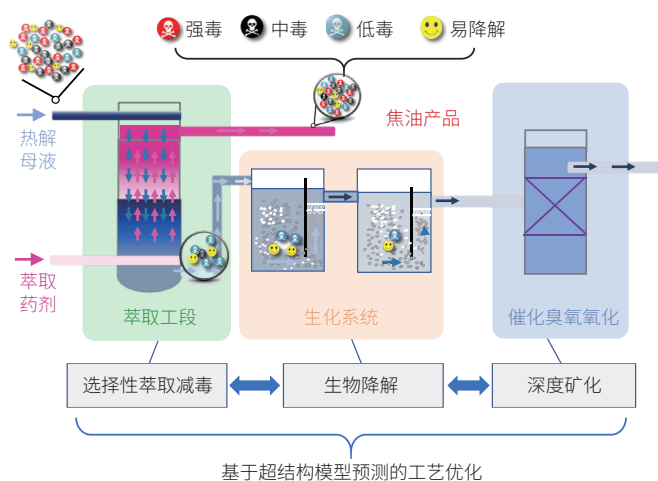 强毒 中毒 低毒 易降解
热解
母液
焦油产品
萃取
药剂
萃取工段 生化系统 催化臭氧氧化
选择性萃取减毒 生物降解 深度矿化
基于超结构模型预测的工艺优化